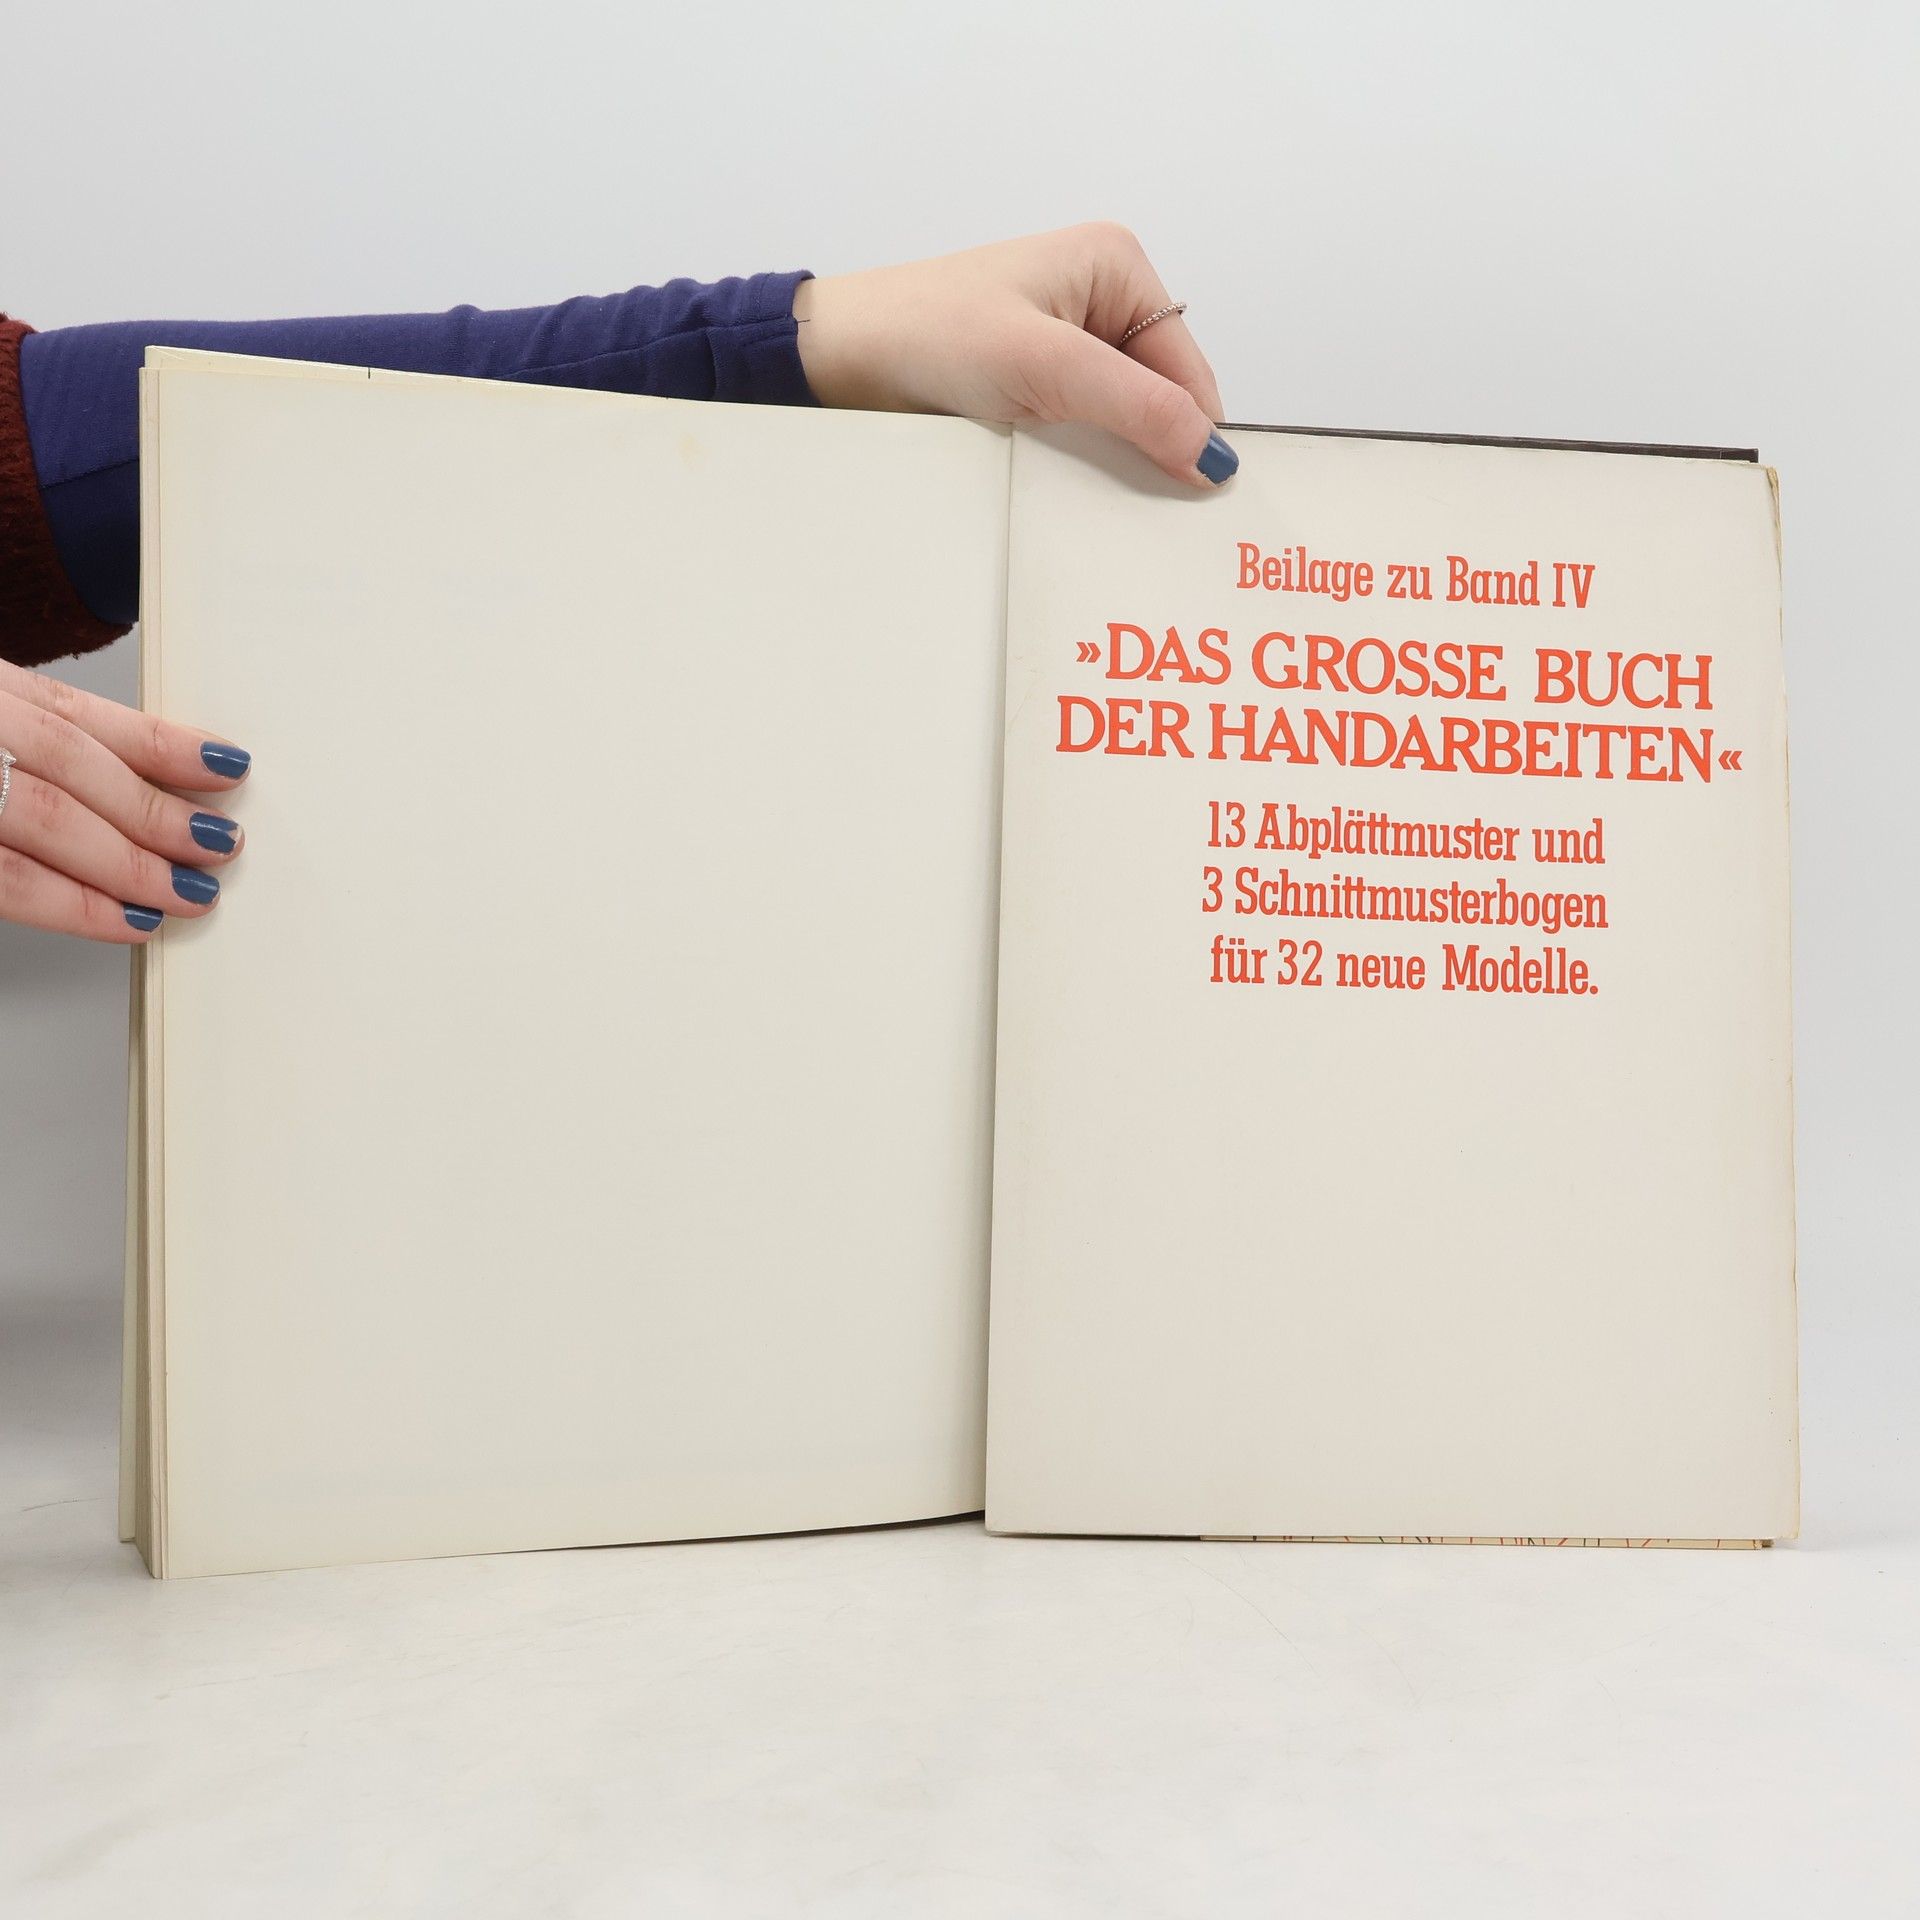 Beilage zu Band IV
»DAS GROSSE BUCH
DER HANDARBEITEN«
13 Abplättmuster und
3 Schnittmusterbogen
für 32 neue Modelle.